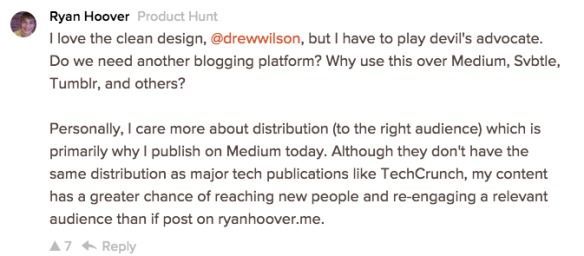 Ryan Hoover Product Hunt
I love the clean design, @drewwilson, but I have to play devil's advocate.
Do we need another blogging platform? Why use this over Medium, Svbtle,
Tumblr, and others?
Personally, I care more about distribution (to the right audience) which is
primarily why I publish on Medium today. Although they don't have the
same distribution as major tech publications like TechCrunch, my content
has a greater chance of reaching new people and re-engaging a relevant
audience than if post on ryanhoover.me.
▲7 Reply